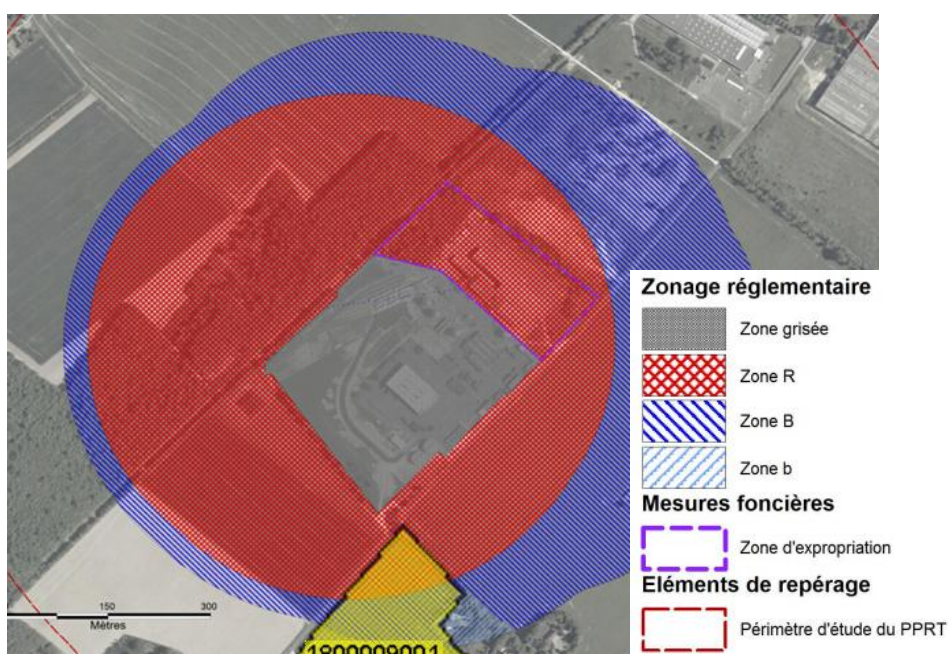 Zonage réglementaire
Zone grisée
Zone R
Zone B
Zone b
Mesures foncières
Zone d'expropriation
Eléments de repérage
Périmètre d'étude du PPRT
150
300
Mètres
1800009001